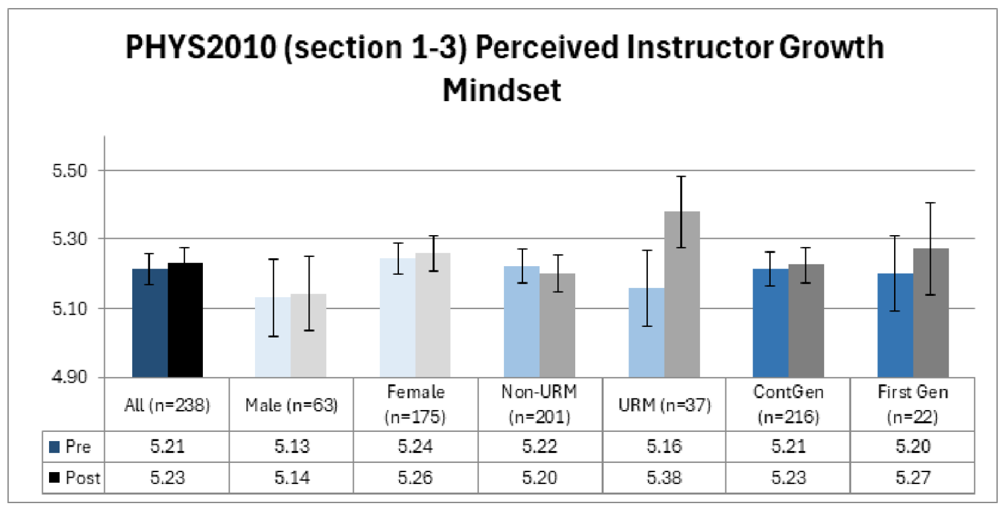 PHYS2010 (section 1-3) Perceived Instructor Growth
Mindset
5.50
5.30
5.10
4.90
All (n=238) Male (n=63) Female (n=175) Non-URM (n=201) URM (n=37) ContGen (n=216) First Gen (n=22)
Pre 5.21 5.13 5.24 5.22 5.16 5.21 5.20
Post 5.23 5.14 5.26 5.20 5.38 5.23 5.27